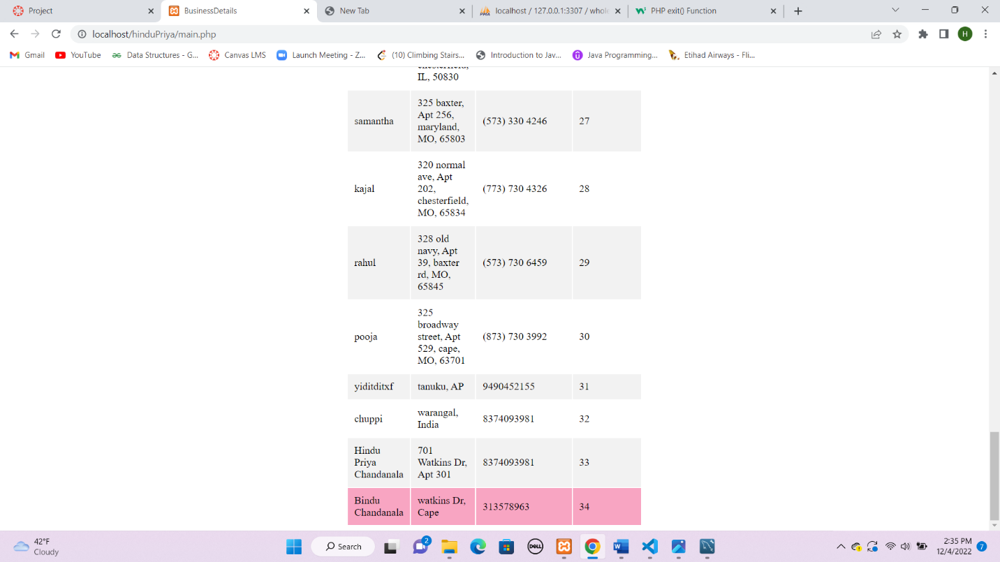 Project
BusinessDetails
New Tab
localhost / 127.0.0.1:3307 / whole
PHP exit() Function
localhost/hinduPriya/main.php
H
Gmail
YouTube
Data Structures - G...
Canvas LMS
Launch Meeting - Z...
(10) Climbing Stairs...
Introduction to Jav...
Java Programming...
Etihad Airways - Fli...
chesterfield,
IL, 50830
samantha
325 baxter,
Apt 256,
maryland,
MO, 65803
(573) 330 4246
27
kajal
320 normal
ave, Apt
202,
chesterfield,
MO, 65834
(773) 730 4326
28
rahul
328 old
navy, Apt
39, baxter
rd, MO,
65845
(573) 730 6459
29
pooja
325
broadway
street, Apt
529, cape,
MO, 63701
(873) 730 3992
30
yiditditxf
tanuku, AP
9490452155
31
chuppi
warangal,
India
8374093981
32
Hindu
Priya
Chandanala
701
Watkins Dr,
Apt 301
8374093981
33
Bindu
Chandanala
watkins Dr,
Cape
313578963
34
42°F
Cloudy
Search
2
DELL
2:35 PM
12/4/2022
7